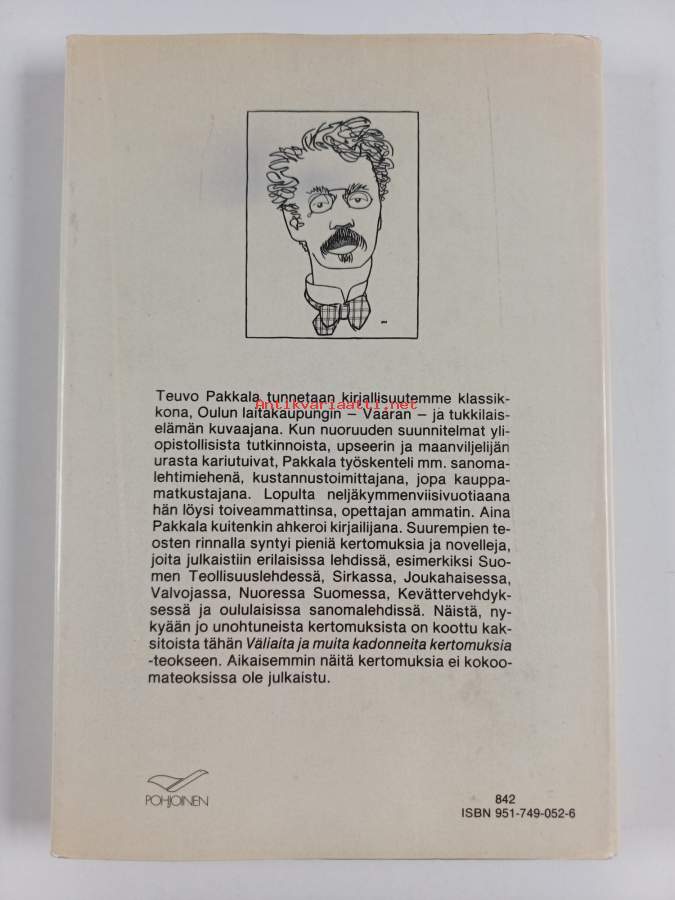 Teuvo Pakkala tunnetaan kirjallisuutemme klassik-
kona, Oulun laitakaupungin – Vaaran – ja tukkilais-
Antikvariaatti.net
elämän kuvaajana. Kun nuoruuden suunnitelmat yli-
opistollisista tutkinnoista, upseerin ja maanviljelijän
urasta kariutuivat, Pakkala työskenteli mm. sanoma-
lehtimiehenä, kustannustoimittajana, jopa kauppa-
matkustajana. Lopulta neljäkymmenviisivuotiaana
hän löysi toiveammattinsa, opettajan ammatin. Aina
Pakkala kuitenkin ahkeroi kirjailijana. Suurempien te-
osten rinnalla syntyi pieniä kertomuksia ja novelleja,
joita julkaistiin erilaisissa lehdissä, esimerkiksi Suo-
men Teollisuuslehdessä, Sirkassa, Joukahaisessa,
Valvojassa, Nuoressa Suomessa, Kevättervehdyk-
sessä ja oululaisissa sanomalehdissä. Näistä, ny-
kyään jo unohtuneista kertomuksista on koottu kak-
sitoista tähän Väliaita ja muita kadonneita kertomuksia
-teokseen. Aikaisemmin näitä kertomuksia ei kokoo-
mateoksissa ole julkaistu.
POHJOINEN
842
ISBN 951-749-052-6